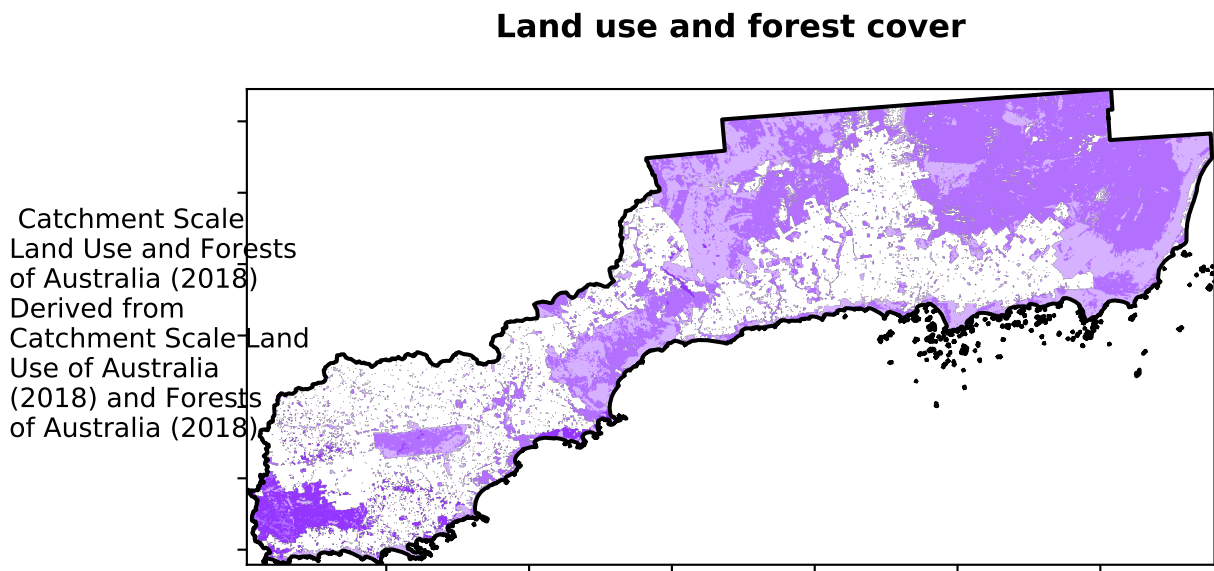 Land use and forest cover
Catchment Scale
Land Use and Forests
of Australia (2018)
Derived from
Catchment Scale Land
Use of Australia
(2018) and Forests
of Australia (2018)